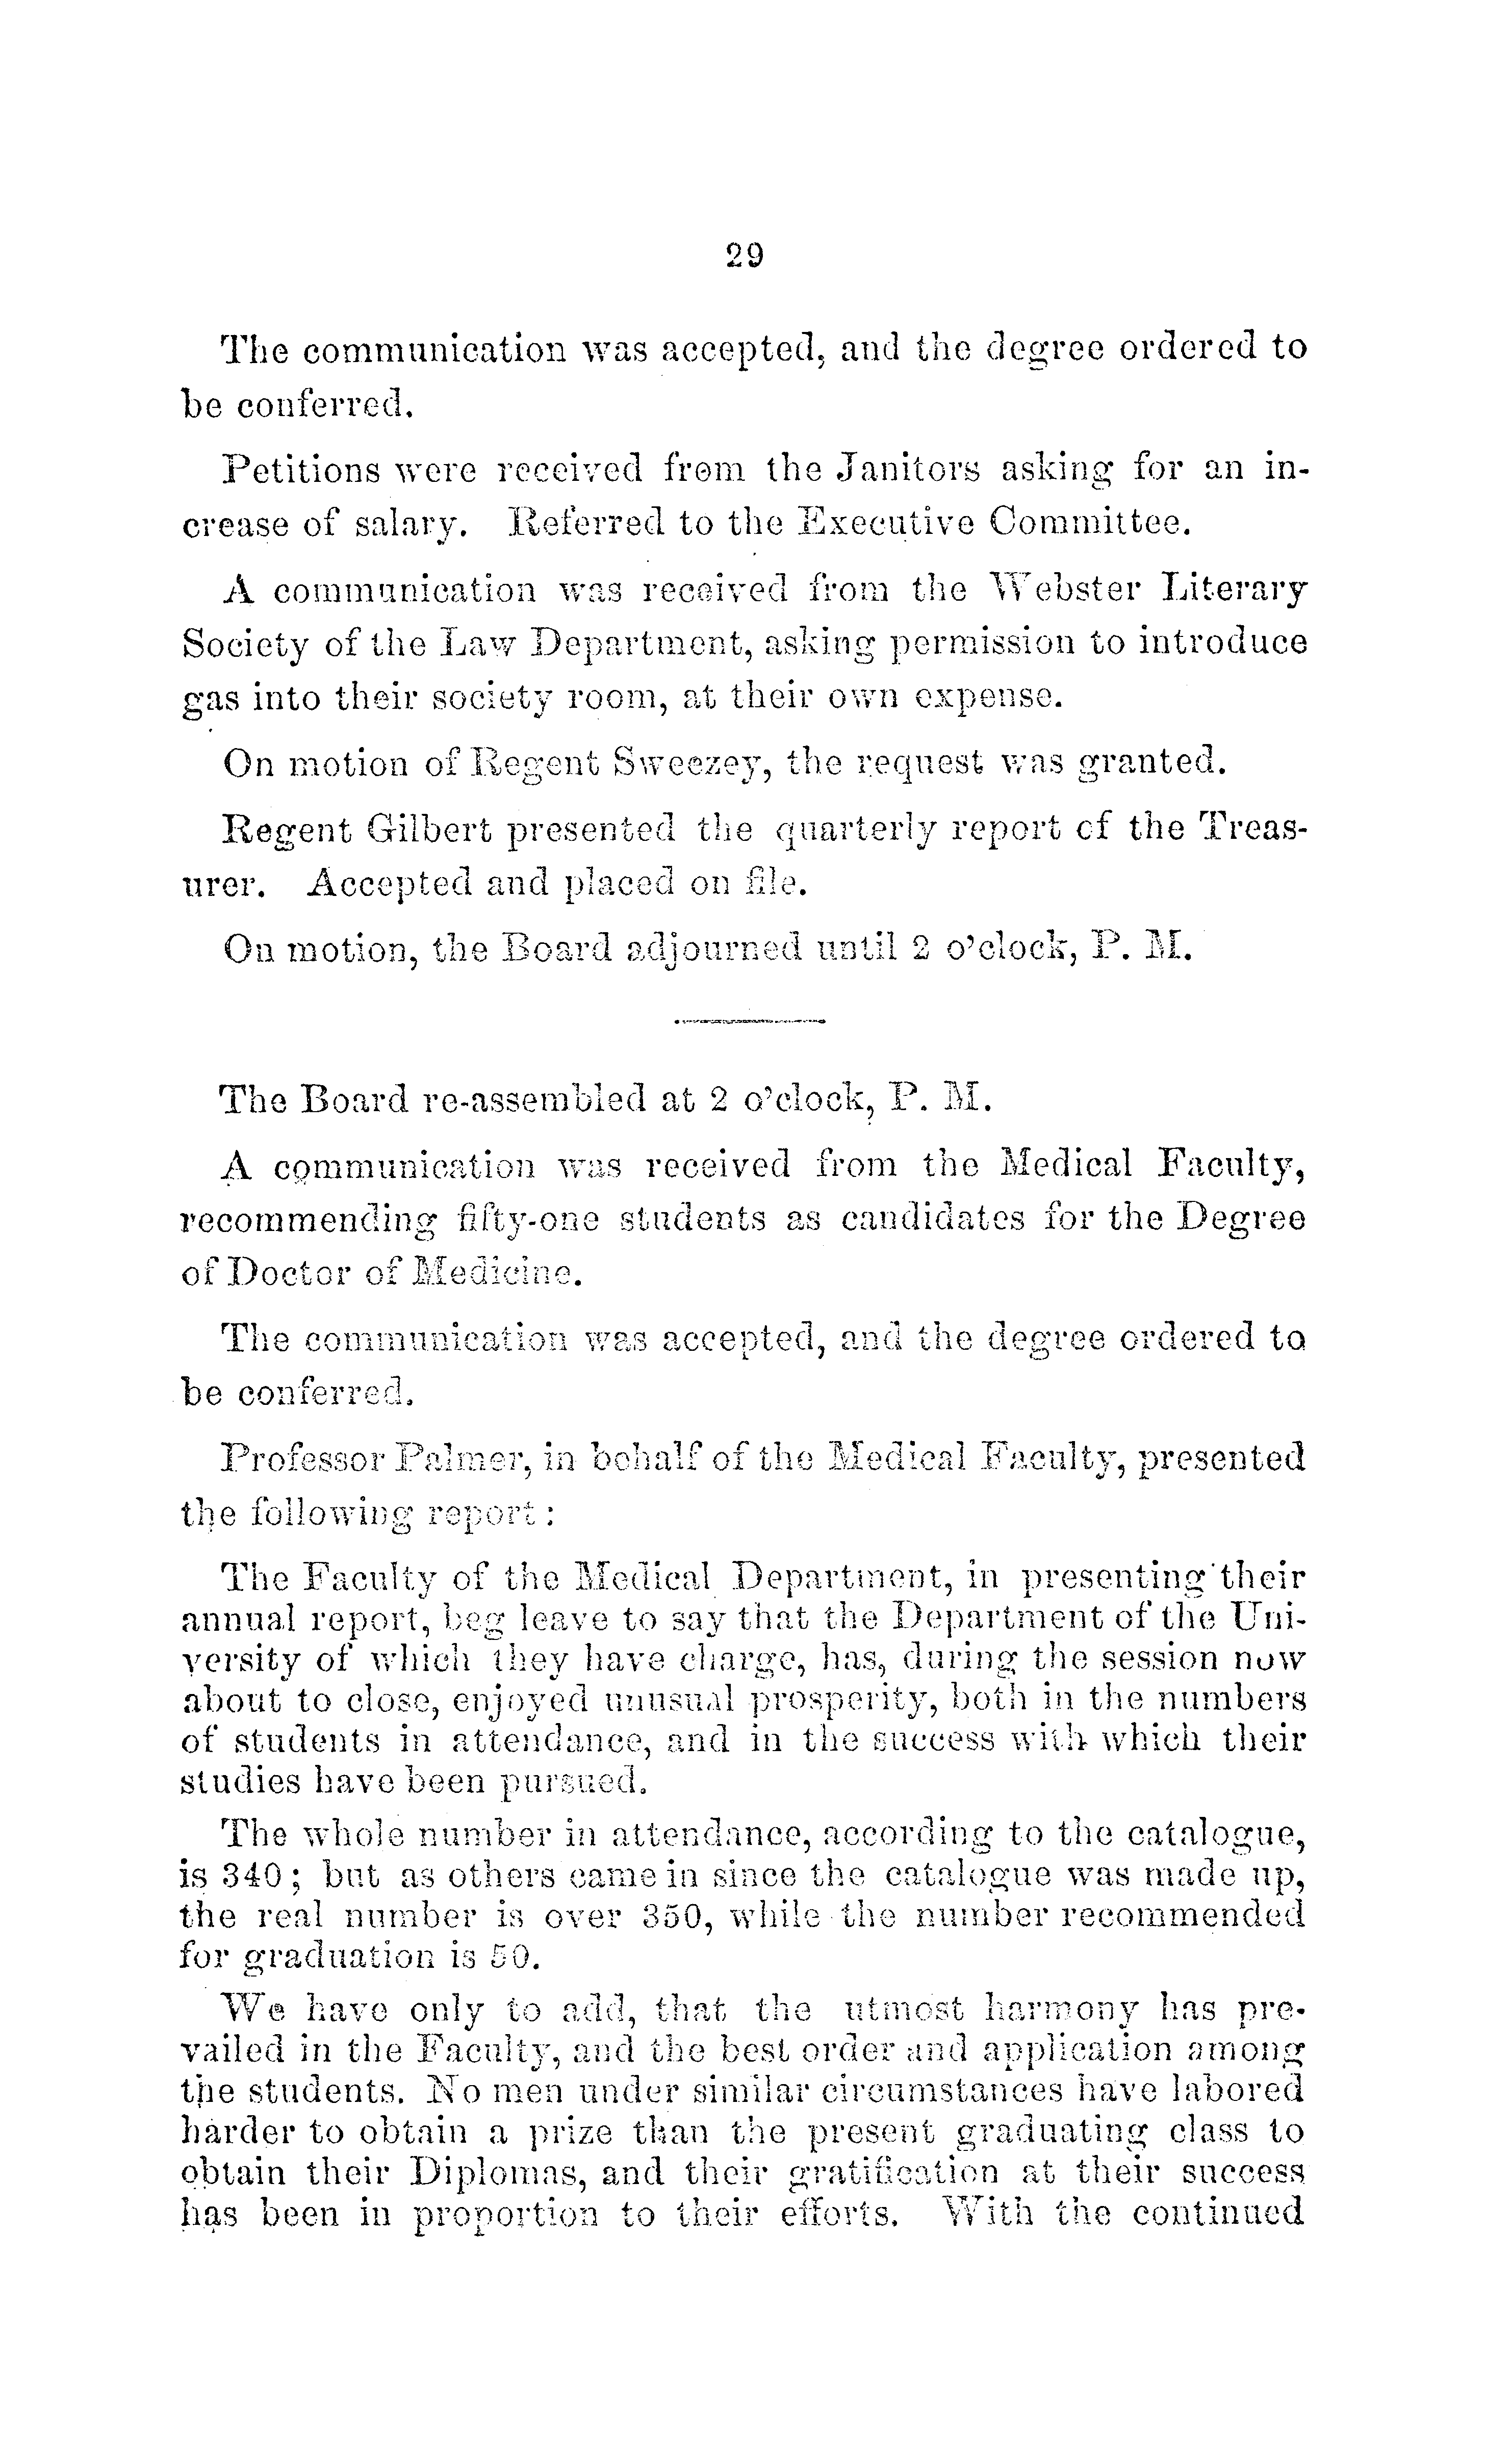 29
The communication was accepted, and the degree ordered to
be conferred.
Petitions were received from the Janitors asking for an in-
crease of salary. Referred to the Executive Committee.
A communication was received from the Webster Literary
Society of the Law Department, asking permission to introduce
gas into their society room, at their own expense.
On motion of Regent Sweezey, the request was granted.
Regent Gilbert presented the quarterly report of the Treas-
urer. Accepted and placed on file.
On motion, the Board adjourned until 2 o'clock, P. M.
The Board re-assembled at 2 o'clock, P. M.
A communication was received from the Medical Faculty,
recommending fifty-one students as candidates for the Degree
of Doctor of Medicine.
The communication was accepted, and the degree ordered to
be conferred.
Professor Palmer, in behalf of the Medical Faculty, presented
the following report:
The Faculty of the Medical Department, in presenting their
annual report, beg leave to say that the Department of the Uni-
versity of which they have charge, has, during the session now
about to close, enjoyed unusual prosperity, both in the numbers
of students in attendance, and in the success with which their
studies have been pursued.
The whole number in attendance, according to the catalogue,
is 340; but as others came in since the catalogue was made up,
the real number is over 350, while the number recommended
for graduation is 50.
We have only to add, that the utmost harmony has pre-
vailed in the Faculty, and the best order and application among
the students. No men under similar circumstances have labored
harder to obtain a prize than the present graduating class to
obtain their Diplomas, and their gratification at their success
has been in proportion to their efforts. With the continued